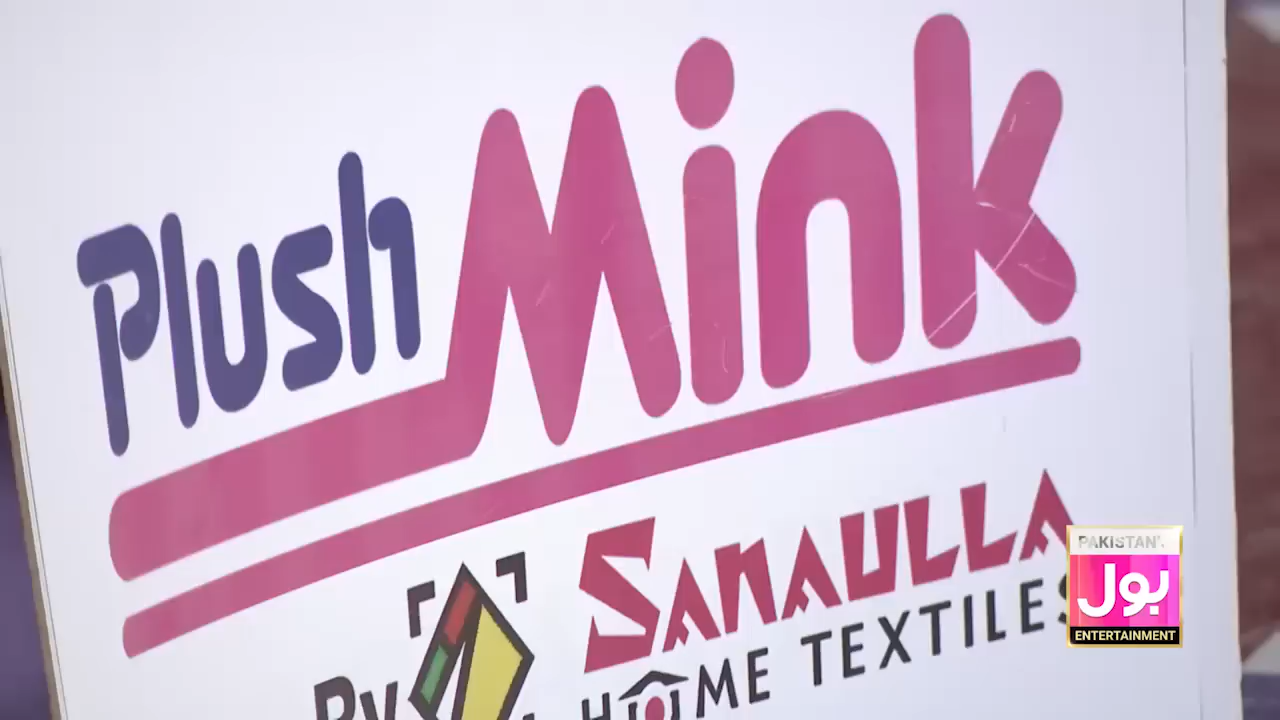 Plush Mink
By SANAULLA
HOME TEXTILES
PAKISTAN'S
بول
ENTERTAINMENT